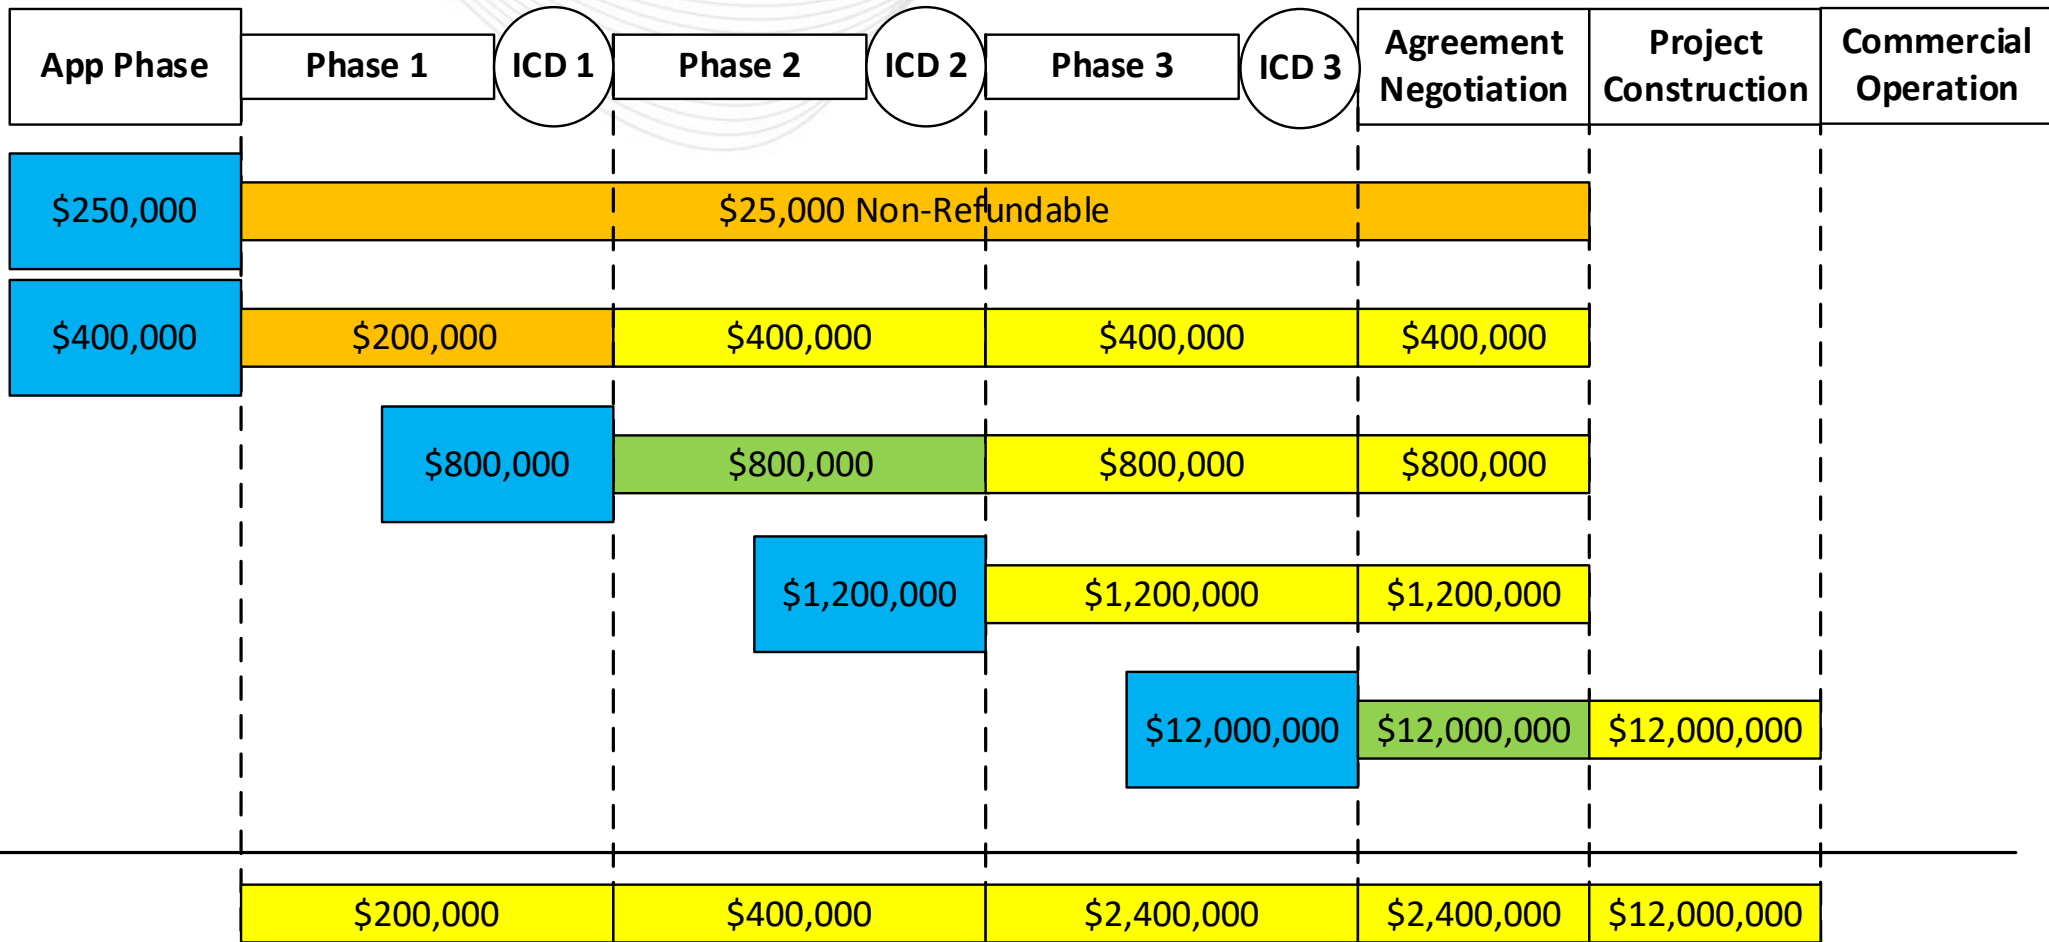 App Phase
Phase 1
ICD 1
Phase 2
ICD 2
Phase 3
ICD 3
Agreement
Negotiation
Project
Construction
Commercial
Operation
$250,000
$25,000 Non-Refundable
$400,000
$200,000
$400,000
$400,000
$400,000
$800,000
$800,000
$800,000
$800,000
$1,200,000
$1,200,000
$1,200,000
$12,000,000
$12,000,000
$12,000,000
$200,000
$400,000
$2,400,000
$2,400,000
$12,000,000